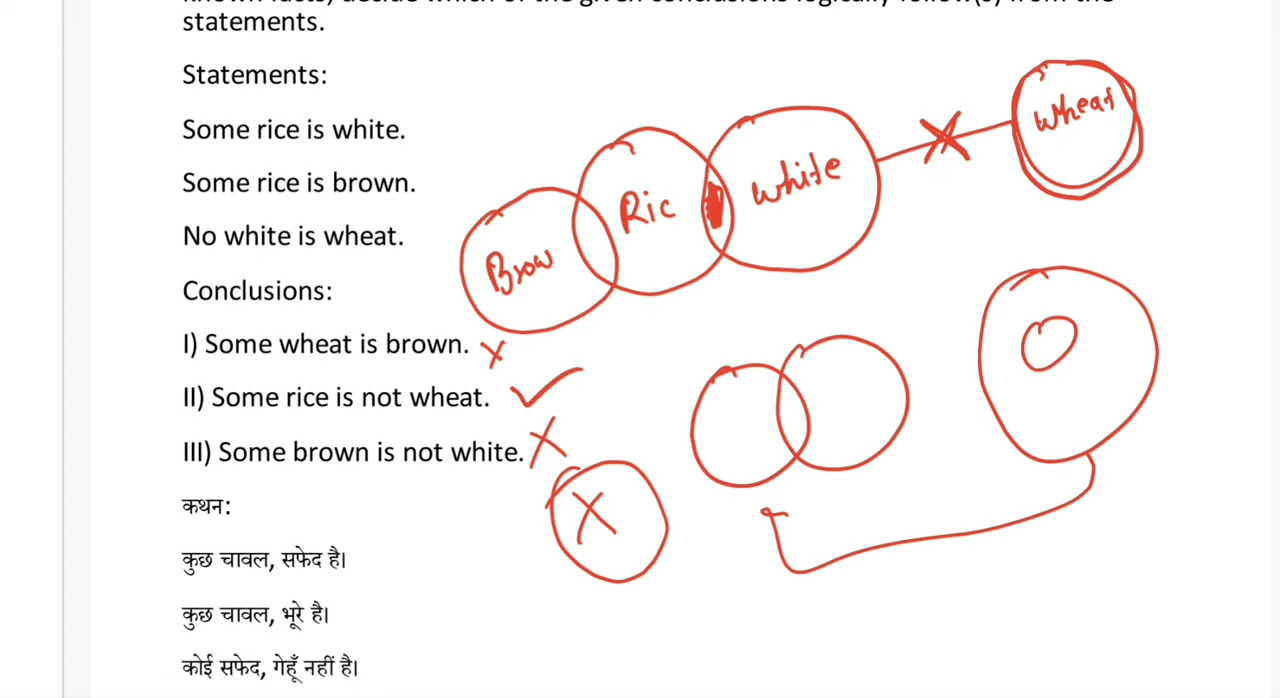 statements.
Statements:
Some rice is white.
Some rice is brown.
No white is wheat.
Conclusions:
I) Some wheat is brown.
II) Some rice is not wheat.
III) Some brown is not white.
कथन:
कुछ चावल, सफेद है।
कुछ चावल, भूरे है।
कोई सफेद, गेहूँ नहीं है।
Brow
Ric
white
wheat